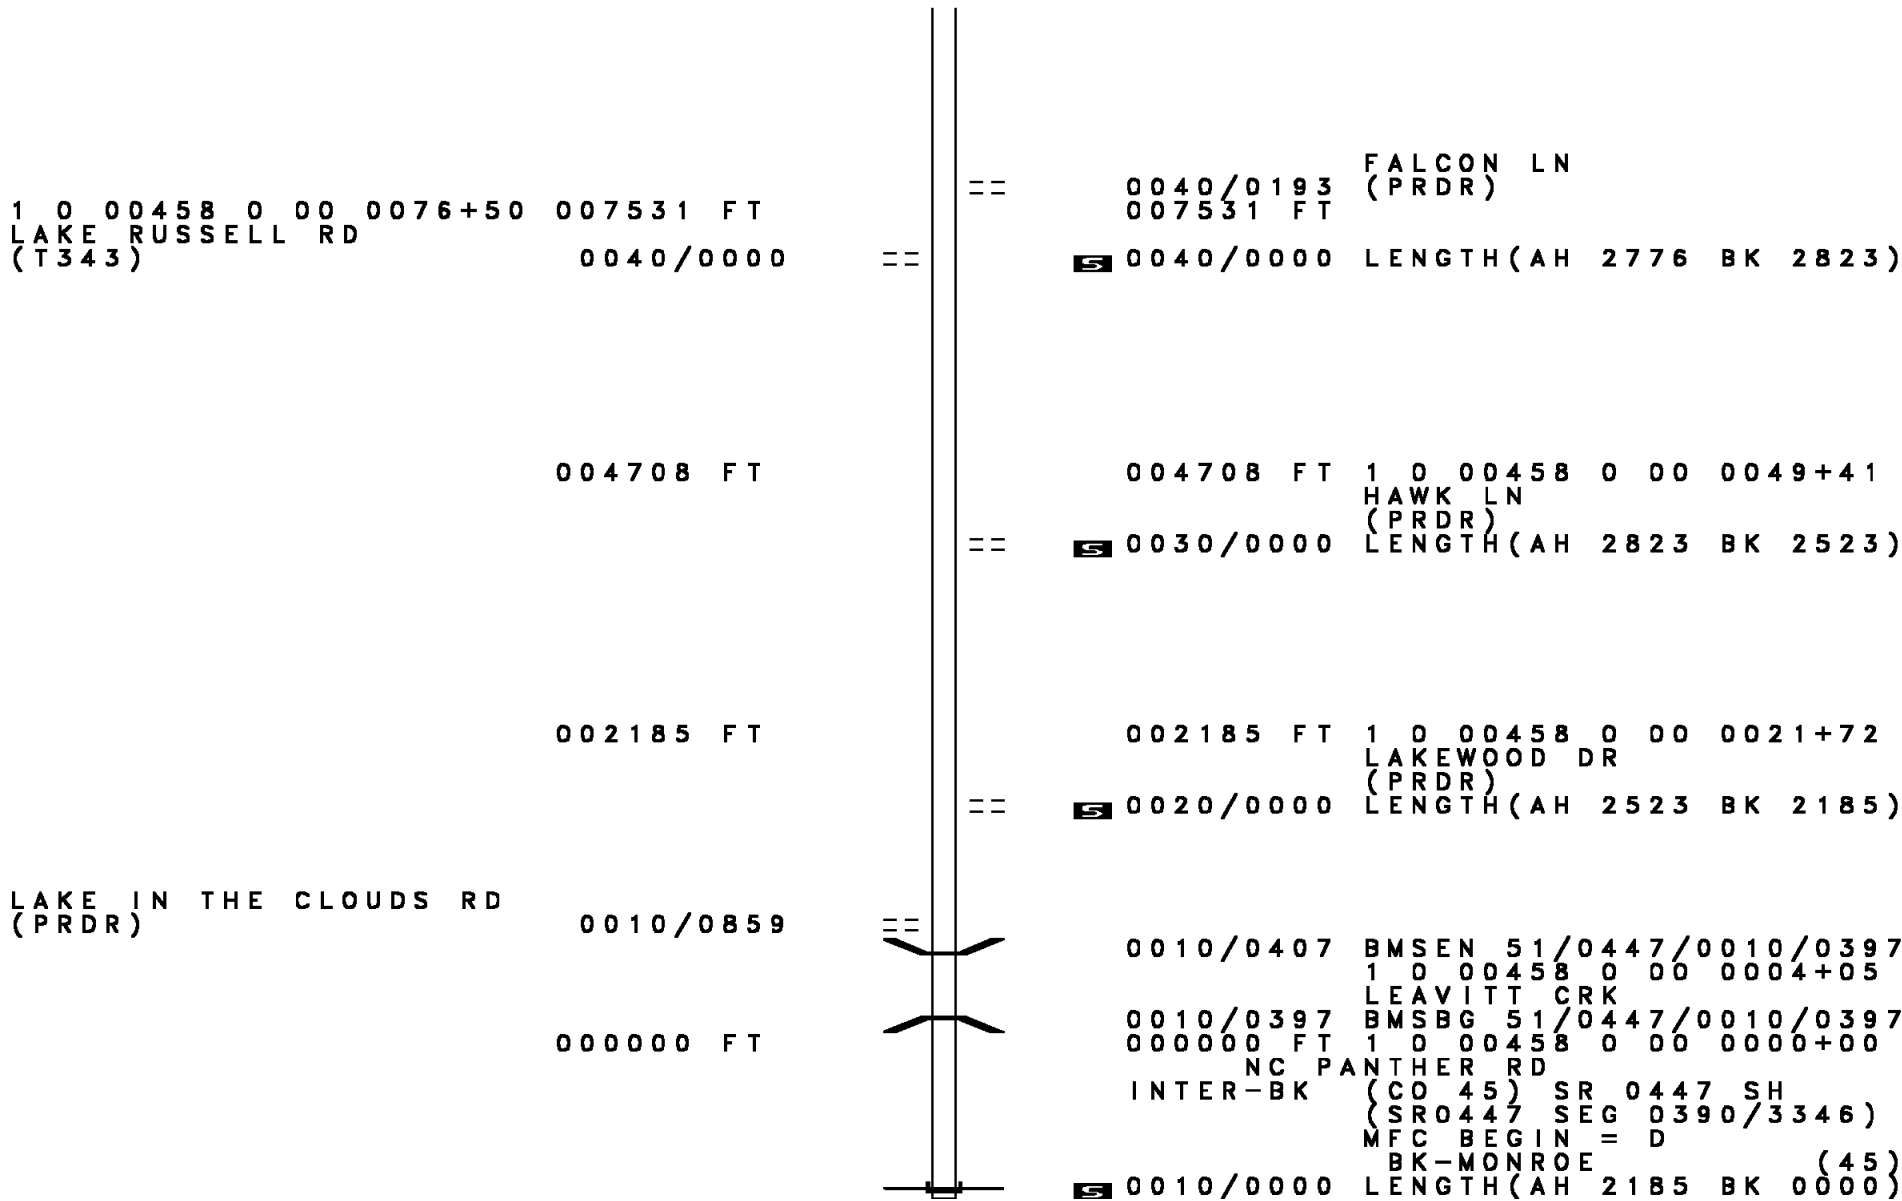 FALCON LN
0040/0193 (PRDR)
1 0 00458 0 00 0076+50 007531 FT
007531 FT
LAKE RUSSELL RD
(T343) 0040/0000
S 0040/0000 LENGTH(AH 2776 BK 2823)
004708 FT
004708 FT 1 0 00458 0 00 0049+41
HAWK LN
(PRDR)
S 0030/0000 LENGTH(AH 2823 BK 2523)
002185 FT
002185 FT 1 0 00458 0 00 0021+72
LAKEWOOD DR
(PRDR)
S 0020/0000 LENGTH(AH 2523 BK 2185)
LAKE IN THE CLOUDS RD
(PRDR) 0010/0859
0010/0407 BMSEN 51/0447/0010/0397
1 0 00458 0 00 0004+05
LEAVITT CRK
0010/0397 BMSBG 51/0447/0010/0397
000000 FT
000000 FT 1 0 00458 0 00 0000+00
NC PANTHER RD
INTER-BK (CO 45) SR 0447 SH
(SR0447 SEG 0390/3346)
MFC BEGIN = D
BK-MONROE (45)
S 0010/0000 LENGTH(AH 2185 BK 0000)